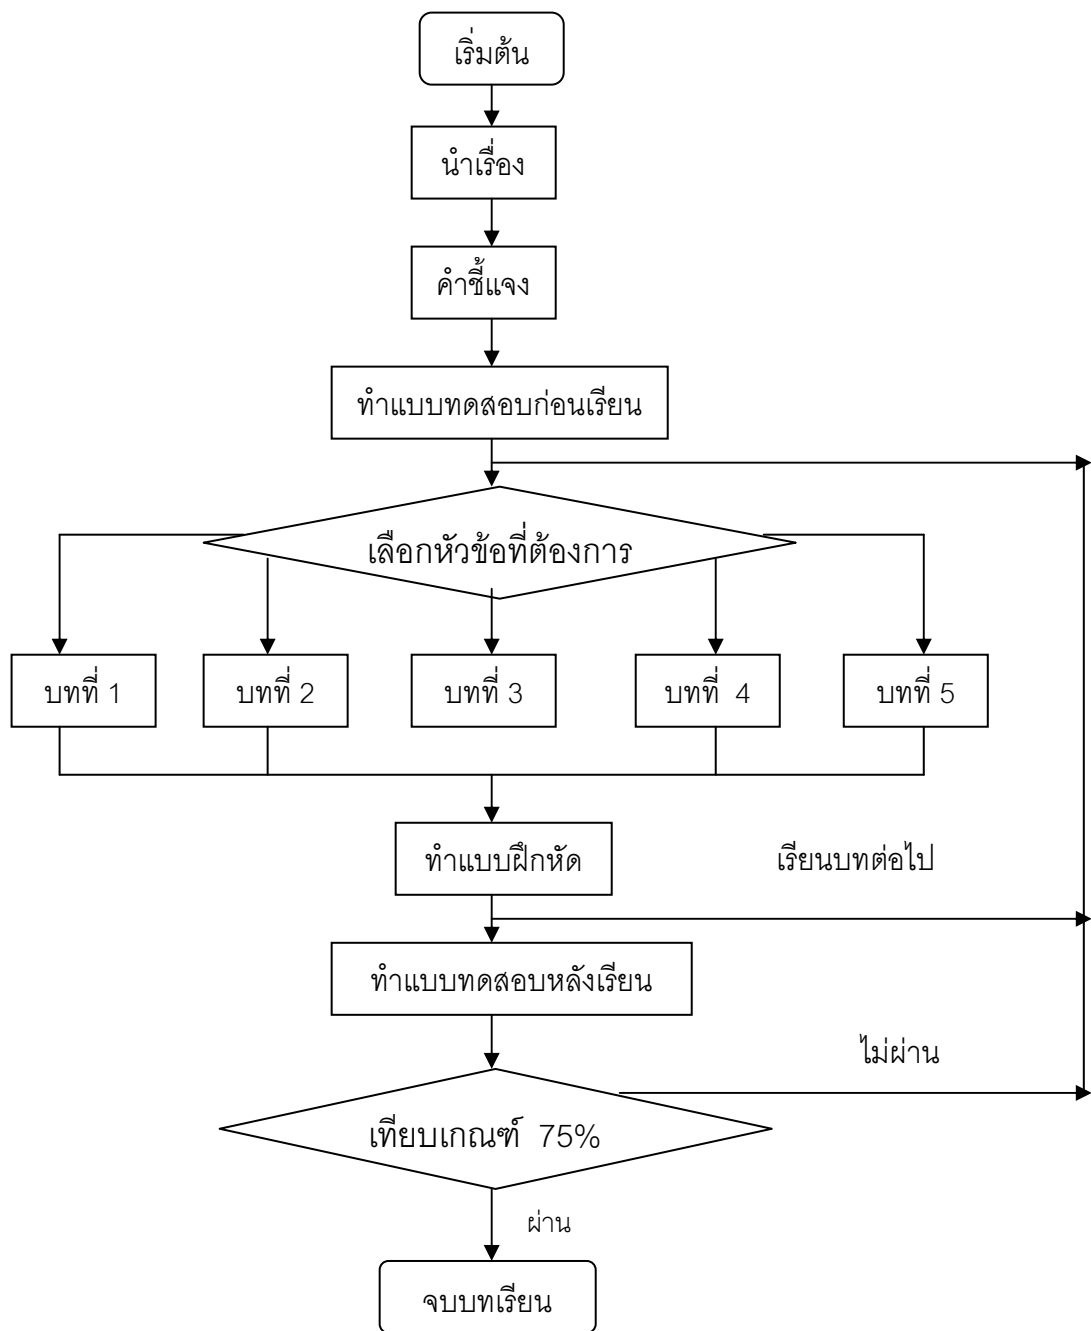 เริ่มต้น
นำเรื่อง
คำชี้แจง
ทำแบบทดสอบก่อนเรียน
เลือกหัวข้อที่ต้องการ
บทที่ 1
บทที่ 2
บทที่ 3
บทที่ 4
บทที่ 5
ทำแบบฝึกหัด
เรียนบทต่อไป
ทำแบบทดสอบหลังเรียน
ไม่ผ่าน
เทียบเกณฑ์ 75%
ผ่าน
จบบทเรียน